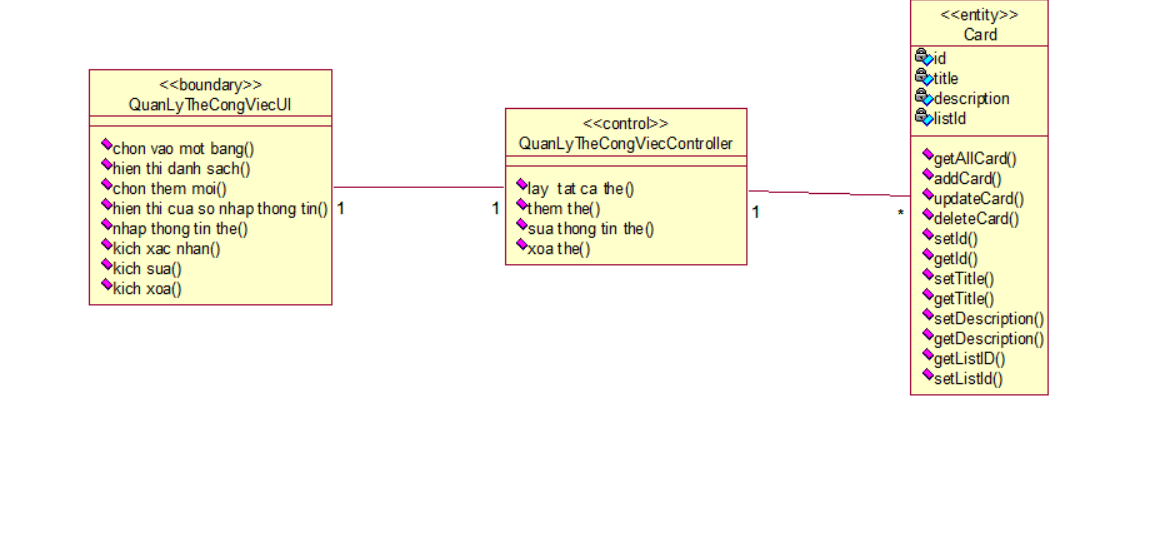 <<boundary>>
QuanLyTheCongViecUI
chon vao mot bang()
hien thi danh sach()
chon them moi()
hien thi cua so nhap thong tin()
nhap thong tin the()
kich xac nhan()
kich sua()
kich xoa()
1
1
<<control>>
QuanLyTheCongViecController
lay  tat ca the()
them the()
sua thong tin the()
xoa the()
1
*
<<entity>>
Card
id
title
description
listId
getAllCard()
addCard()
updateCard()
deleteCard()
setId()
getId()
setTitle()
getTitle()
setDescription()
getDescription()
getListID()
setListId()